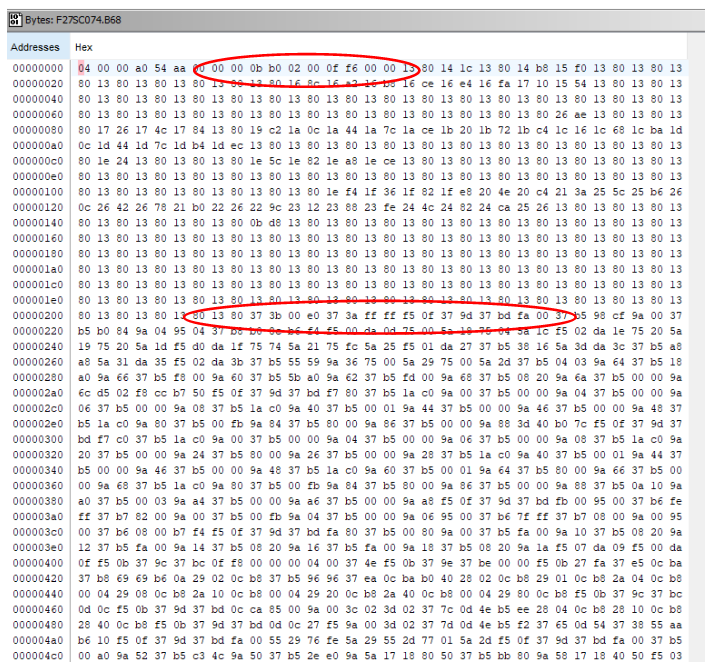 Bytes: F27SC074.B68
Addresses Hex
00000000 04 00 00 a0 54 aa 00 00 00 0b b0 02 00 0f f6 00 00 13 80 14 1c 13 80 14 b8 15 f0 13 80 13 80 13
00000020 80 13 80 13 80 13 80 13 80 13 80 16 8c 16 a2 16 b8 16 ce 16 e4 16 fa 17 10 15 54 13 80 13 80 13
00000040 80 13 80 13 80 13 80 13 80 13 80 13 80 13 80 13 80 13 80 13 80 13 80 13 80 13 80 13 80 13 80 13
00000060 80 13 80 13 80 13 80 13 80 13 80 13 80 13 80 13 80 13 80 13 80 13 80 13 80 26 ae 13 80 13 80 13
00000080 80 17 26 17 4c 17 84 13 80 19 c2 1a 0c 1a 44 1a 7c 1a ce 1b 20 1b 72 1b c4 1c 16 1c 68 1c ba 1d
000000a0 0c 1d 44 1d 7c 1d b4 1d ec 13 80 13 80 13 80 13 80 13 80 13 80 13 80 13 80 13 80 13 80 13 80 13
000000c0 80 1e 24 13 80 13 80 13 80 1e 5c 1e 82 1e a8 1e ce 13 80 13 80 13 80 13 80 13 80 13 80 13 80 13
000000e0 80 13 80 13 80 13 80 13 80 13 80 13 80 13 80 13 80 13 80 13 80 13 80 13 80 13 80 13 80 13 80 13
00000100 80 13 80 13 80 13 80 13 80 13 80 13 80 1e f4 1f 36 1f 82 1f e8 20 4e 20 c4 21 3a 25 5c 25 b6 26
00000120 0c 26 42 26 78 21 b0 22 26 22 9c 23 12 23 88 23 fe 24 4c 24 82 24 ca 25 26 13 80 13 80 13 80 13
00000140 80 13 80 13 80 13 80 13 80 0b d8 13 80 13 80 13 80 13 80 13 80 13 80 13 80 13 80 13 80 13 80 13
00000160 80 13 80 13 80 13 80 13 80 13 80 13 80 13 80 13 80 13 80 13 80 13 80 13 80 13 80 13 80 13 80 13
00000180 80 13 80 13 80 13 80 13 80 13 80 13 80 13 80 13 80 13 80 13 80 13 80 13 80 13 80 13 80 13 80 13
000001a0 80 13 80 13 80 13 80 13 80 13 80 13 80 13 80 13 80 13 80 13 80 13 80 13 80 13 80 13 80 13 80 13
000001c0 80 13 80 13 80 13 80 13 80 13 80 13 80 13 80 13 80 13 80 13 80 13 80 13 80 13 80 13 80 13 80 13
000001e0 80 13 80 13 80 13 80 13 80 13 80 13 80 13 80 13 80 13 80 13 80 13 80 13 80 13 80 13 80 13 80 13
00000200 80 13 80 13 80 13 00 13 80 37 3b 00 e0 37 3a ff ff f5 0f 37 9d 37 bd fa 00 37 b5 98 cf 9a 00 37
00000220 b5 b0 84 9a 04 95 04 37 b5 b0 f4 f5 00 da 0d 75 00 5a 18 75 04 5a 1c f5 02 da 1e 75 20 5a
00000240 19 75 20 5a 1d f5 d0 da 1f 75 74 5a 21 75 fc 5a 25 f5 01 da 27 37 b5 38 16 5a 3d da 3c 37 b5 a8
00000260 a8 5a 31 da 35 f5 02 da 3b 37 b5 55 59 9a 36 75 00 5a 29 75 00 5a 2d 37 b5 04 03 9a 64 37 b5 18
00000280 a0 9a 66 37 b5 f8 00 9a 60 37 b5 5b a0 9a 62 37 b5 fd 00 9a 68 37 b5 08 20 9a 6a 37 b5 00 00 9a
000002a0 6c d5 02 f8 cc b7 50 f5 0f 37 9d 37 bd f7 80 37 b5 1a c0 9a 00 37 b5 00 00 9a 04 37 b5 00 00 9a
000002c0 06 37 b5 00 00 9a 08 37 b5 1a c0 9a 40 37 b5 00 01 9a 44 37 b5 00 00 9a 46 37 b5 00 00 9a 48 37
000002e0 b5 1a c0 9a 80 37 b5 00 fb 9a 84 37 b5 80 00 9a 86 37 b5 00 00 9a 88 3d 40 b0 7c f5 0f 37 9d 37
00000300 bd f7 c0 37 b5 1a c0 9a 00 37 b5 00 00 9a 04 37 b5 00 00 9a 06 37 b5 00 00 9a 08 37 b5 1a c0 9a
00000320 20 37 b5 00 00 9a 24 37 b5 80 00 9a 26 37 b5 00 00 9a 28 37 b5 1a c0 9a 40 37 b5 00 01 9a 44 37
00000340 b5 00 00 9a 46 37 b5 00 00 9a 48 37 b5 1a c0 9a 60 37 b5 00 01 9a 64 37 b5 80 00 9a 66 37 b5 00
00000360 00 9a 68 37 b5 1a c0 9a 80 37 b5 00 fb 9a 84 37 b5 80 00 9a 86 37 b5 00 00 9a 88 37 b5 0a 10 9a
00000380 a0 37 b5 00 03 9a a4 37 b5 00 00 9a a6 37 b5 00 00 9a a8 f5 0f 37 9d 37 bd fb 00 95 00 37 b6 fe
000003a0 ff 37 b7 82 00 9a 00 37 b5 00 fb 9a 04 37 b5 00 00 9a 06 95 00 37 b6 7f ff 37 b7 08 00 9a 00 95
000003c0 00 37 b6 08 00 b7 f4 f5 0f 37 9d 37 bd fa 80 37 b5 00 80 9a 00 37 b5 fa 00 9a 10 37 b5 08 20 9a
000003e0 12 37 b5 fa 00 9a 14 37 b5 08 20 9a 16 37 b5 fa 00 9a 18 37 b5 08 20 9a 1a f5 07 da 09 f5 00 da
00000400 0f f5 0b 37 9c 37 bc 0f f8 00 00 00 04 00 37 4e f5 0b 37 9e 37 be 00 00 f5 0b 27 fa 37 e5 0c ba
00000420 37 b8 69 69 b6 0a 29 02 0c b8 37 b5 96 96 37 ea 0c ba b0 40 28 02 0c b8 29 01 0c b8 2a 04 0c b8
00000440 00 04 29 08 0c b8 2a 10 0c b8 00 04 29 20 0c b8 2a 40 0c b8 00 04 29 80 0c b8 f5 0b 37 9c 37 bc
00000460 0d 0c f5 0b 37 9d 37 bd 0c ca 85 00 9a 00 3c 02 3d 02 37 7c 0d 4e b5 ee 28 04 0c b8 28 10 0c b8
00000480 28 40 0c b8 f5 0b 37 9d 37 bd 0d 0c 27 f5 9a 00 3d 02 37 7d 0d 4e b5 f2 37 65 0d 54 37 38 55 aa
000004a0 b6 10 f5 0f 37 9d 37 bd fa 00 55 29 76 fe 5a 29 55 2d 77 01 5a 2d f5 0f 37 9d 37 bd fa 00 37 b5
000004c0 00 a0 9a 52 37 b5 c3 4c 9a 50 37 b5 2e e0 9a 5a 17 18 80 50 37 b5 bb 80 9a 58 17 18 40 50 f5 03